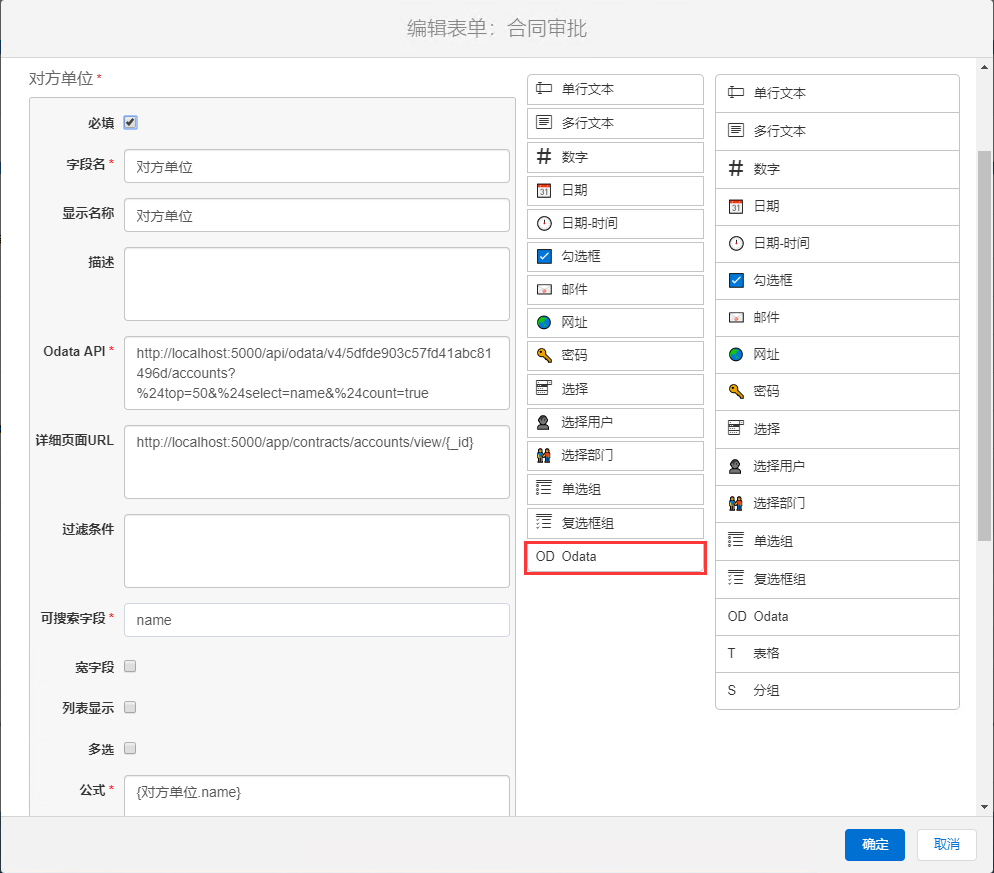 编辑表单：合同审批
对方单位 *
必填
字段名 *
对方单位
显示名称
对方单位
描述
Odata API *
http://localhost:5000/api/odata/v4/5dfde903c57fd41abc81
496d/accounts?
%24top=50&%24select=name&%24count=true
详细页面URL
http://localhost:5000/app/contracts/accounts/view/{_id}
过滤条件
可搜索字段 *
name
宽字段
列表显示
多选
公式 *
{对方单位.name}
单行文本
多行文本
数字
31
日期
日期-时间
勾选框
邮件
网址
密码
选择
选择用户
选择部门
单选组
复选框组
OD Odata
单行文本
多行文本
数字
31
日期
日期-时间
勾选框
邮件
网址
密码
选择
选择用户
选择部门
单选组
复选框组
OD Odata
T 表格
S 分组
确定
取消